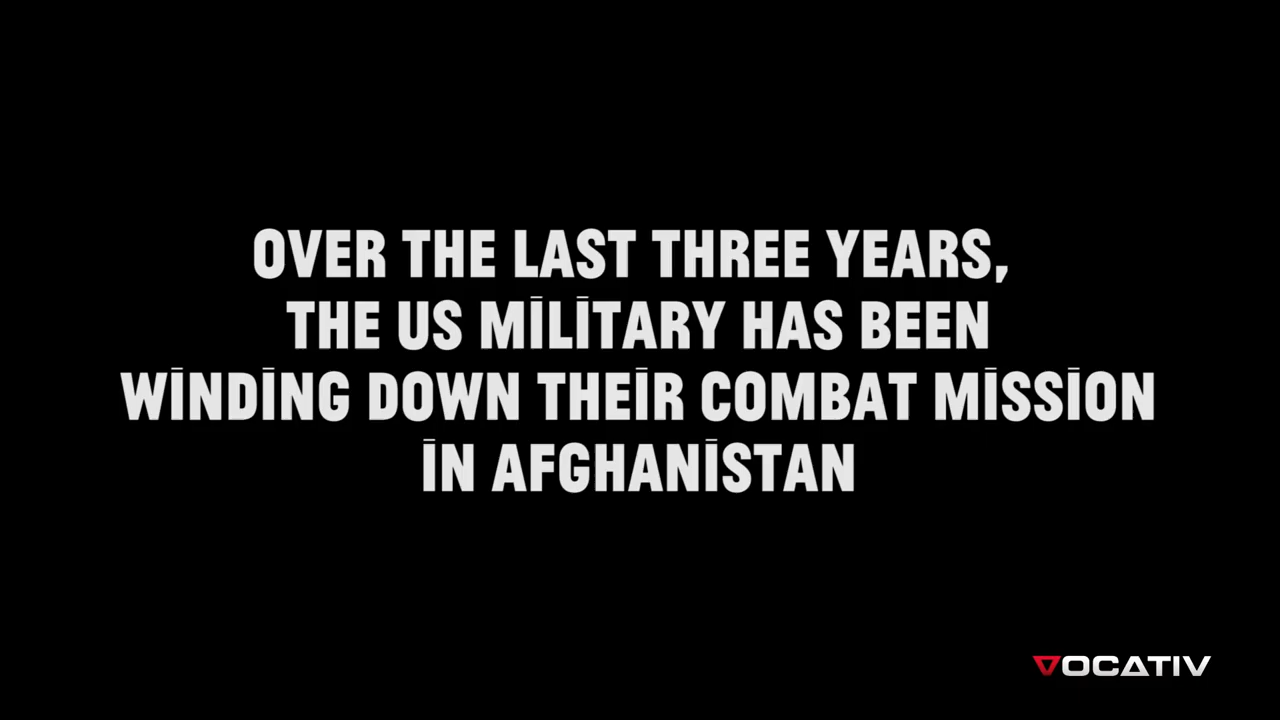 OVER THE LAST THREE YEARS,
THE US MILITARY HAS BEEN
WINDING DOWN THEIR COMBAT MISSION
IN AFGHANISTAN
VOCATIV